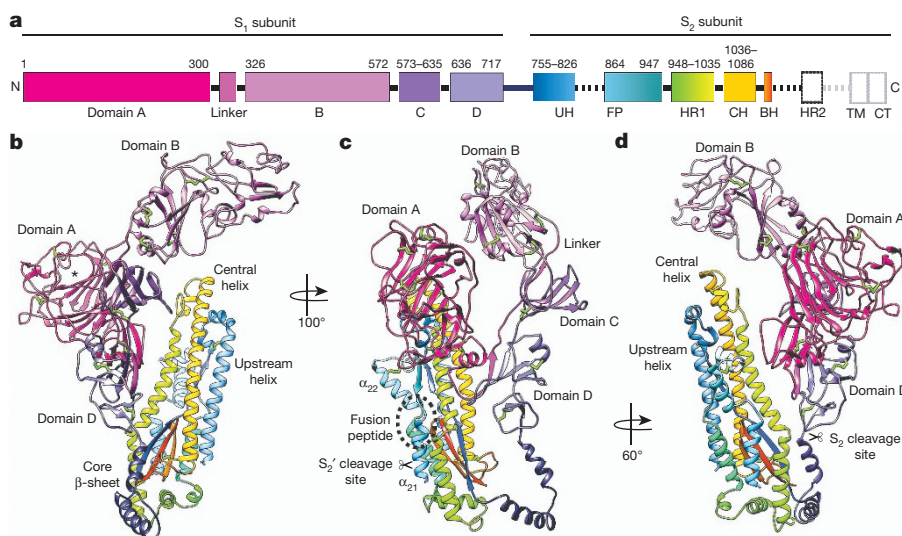 a
S1 subunit
S2 subunit
1 300 326 572 573–635 636 717 755–826 864 947 948–1035 1036–1086
N
C
Domain A Linker B C D UH FP HR1 CH BH HR2 TM CT
b
Domain B
Domain A
*
Central helix
Upstream helix
Domain D
Core β-sheet
100°
c
Domain B
Domain A
Linker
Domain C
α22
Domain D
Fusion peptide
S2′ cleavage site
α21
60°
d
Domain B
Domain A
Central helix
Upstream helix
Domain D
S2 cleavage site